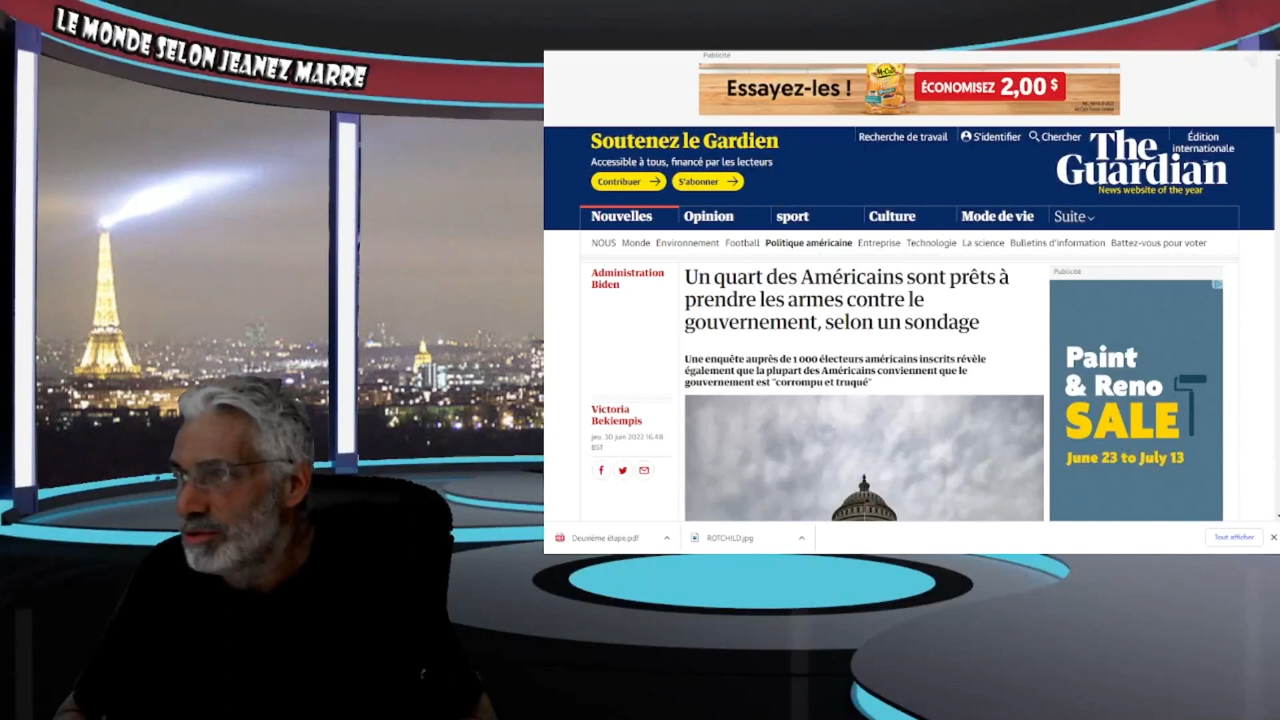 LE MONDE SELON JEANEZ MARRE
Publicité
Essayez-les !
McCain
ÉCONOMISEZ 2,00 $
Soutenez le Gardien
Accessible à tous, financé par les lecteurs
Contribuer
S'abonner
Recherche de travail
S'identifier
Chercher
Édition
internationale
The
Guardian
News website of the year
Nouvelles
Opinion
sport
Culture
Mode de vie
Suite
NOUS Monde Environnement Football Politique américaine Entreprise Technologie La science Bulletins d'information Battez-vous pour voter
Administration
Biden
Un quart des Américains sont prêts à
prendre les armes contre le
gouvernement, selon un sondage
Une enquête auprès de 1 000 électeurs américains inscrits révèle
également que la plupart des Américains conviennent que le
gouvernement est "corrompu et truqué"
Victoria
Bekiempis
jeu. 30 juin 2022 16.48
BST
Publicité
Paint
& Reno
SALE
June 23 to July 13
Deuxième étape.pdf
ROTCHILD.jpg
Tout afficher